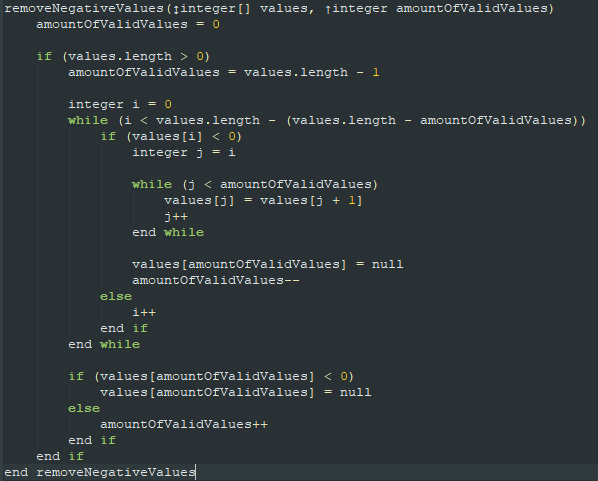 removeNegativeValues(↕integer[] values, ↑integer amountOfValidValues)
    amountOfValidValues = 0

    if (values.length > 0)
        amountOfValidValues = values.length - 1

        integer i = 0
        while (i < values.length - (values.length - amountOfValidValues))
            if (values[i] < 0)
                integer j = i

                while (j < amountOfValidValues)
                    values[j] = values[j + 1]
                    j++
                end while

                values[amountOfValidValues] = null
                amountOfValidValues--
            else
                i++
            end if
        end while

        if (values[amountOfValidValues] < 0)
            values[amountOfValidValues] = null
        else
            amountOfValidValues++
        end if
    end if
end removeNegativeValues